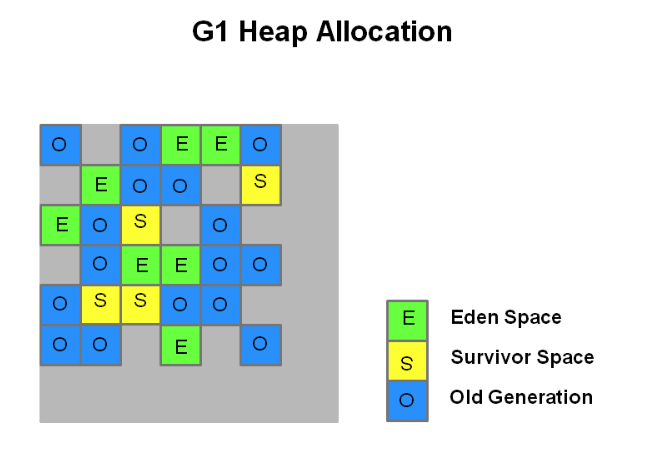 G1 Heap Allocation
O O E E O
E O O S
E O S O
O E E O O
O S S O O
O O E O
E Eden Space
S Survivor Space
O Old Generation